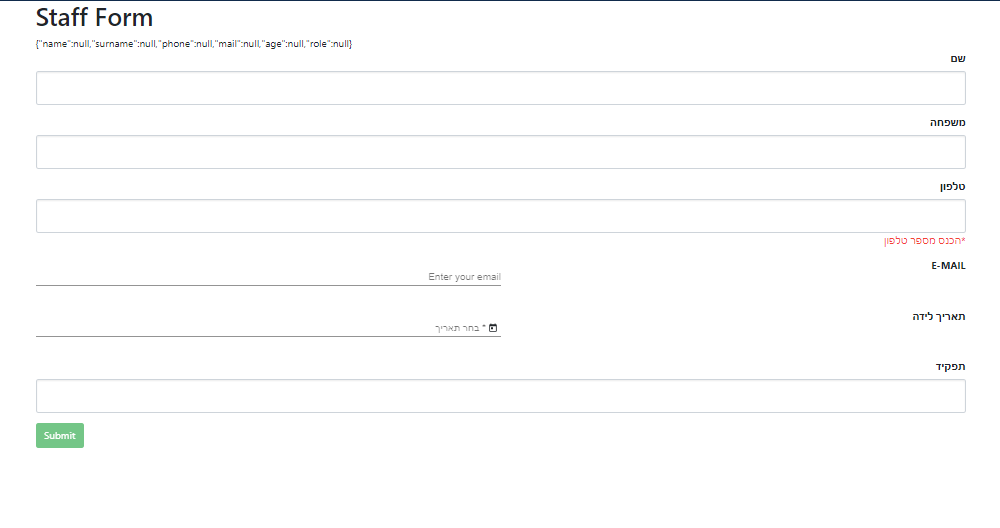 Staff Form
{"name":null,"surname":null,"phone":null,"mail":null,"age":null,"role":null}
שם
משפחה
טלפון
*הכנס מספר טלפון
E-MAIL
Enter your email
תאריך לידה
בחר תאריך *
תפקיד
Submit